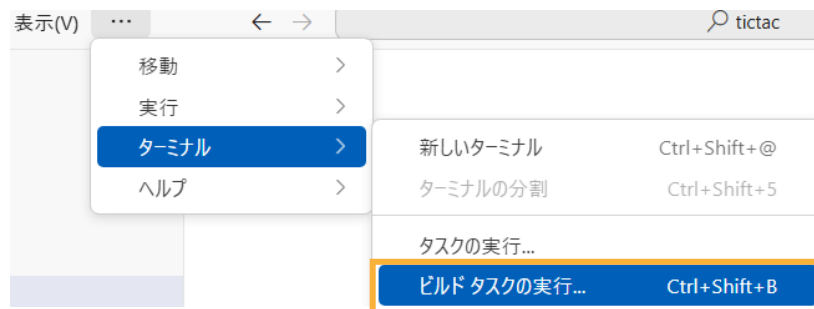 表示(V) … ← → tictac
移動
実行
ターミナル
ヘルプ
新しいターミナル Ctrl+Shift+@
ターミナルの分割 Ctrl+Shift+5
タスクの実行...
ビルド タスクの実行... Ctrl+Shift+B